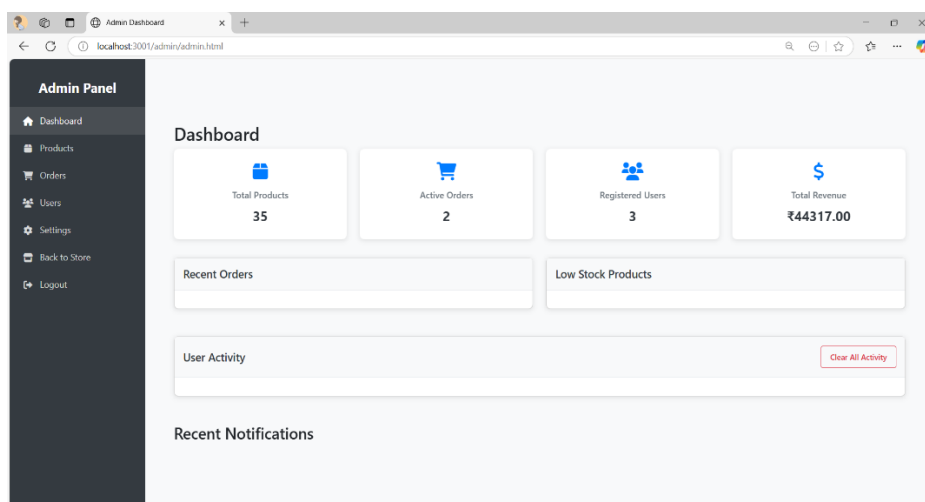 Admin Dashboard
localhost:3001/admin/admin.html
Admin Panel
Dashboard
Products
Orders
Users
Settings
Back to Store
Logout
Dashboard
Total Products
35
Active Orders
2
Registered Users
3
Total Revenue
₹44317.00
Recent Orders
Low Stock Products
User Activity
Clear All Activity
Recent Notifications